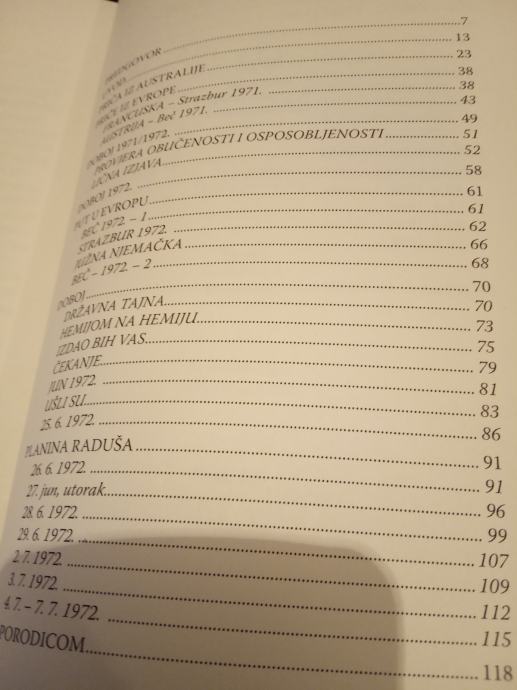 PREDGOVOR ........ 7
UVOD ........ 13
PRIČA IZ AUSTRALIJE ........ 23
PRIČA IZ EVROPE ........ 38
FRANCUSKA – Strazbur 1971. ........ 38
AUSTRIJA – Beč 1971. ........ 43
DOBOJ 1971/1972. ........ 49
PROVJERA OBUČENOSTI I OSPOSOBLJENOSTI ........ 51
LIČNA IZJAVA ........ 52
DOBOJ 1972. ........ 58
PUT U EVROPU ........ 61
BEČ 1972. – 1 ........ 61
STRAZBUR 1972. ........ 62
JUŽNA NJEMAČKA ........ 66
BEČ – 1972. – 2 ........ 68
DOBOJ ........ 70
DRŽAVNA TAJNA ........ 70
HEMIJOM NA HEMIJU ........ 73
IZDAO BIH VAS ........ 75
ČEKANJE ........ 79
JUN 1972. ........ 81
UŠLI SU ........ 83
25. 6. 1972. ........ 86
PLANINA RADUŠA ........ 91
26. 6. 1972. ........ 91
27. jun, utorak ........ 96
28. 6. 1972. ........ 99
29. 6. 1972. ........ 107
2. 7. 1972. ........ 109
3. 7. 1972. ........ 112
4. 7. – 7. 7. 1972. ........ 115
PORODICOM ........ 118